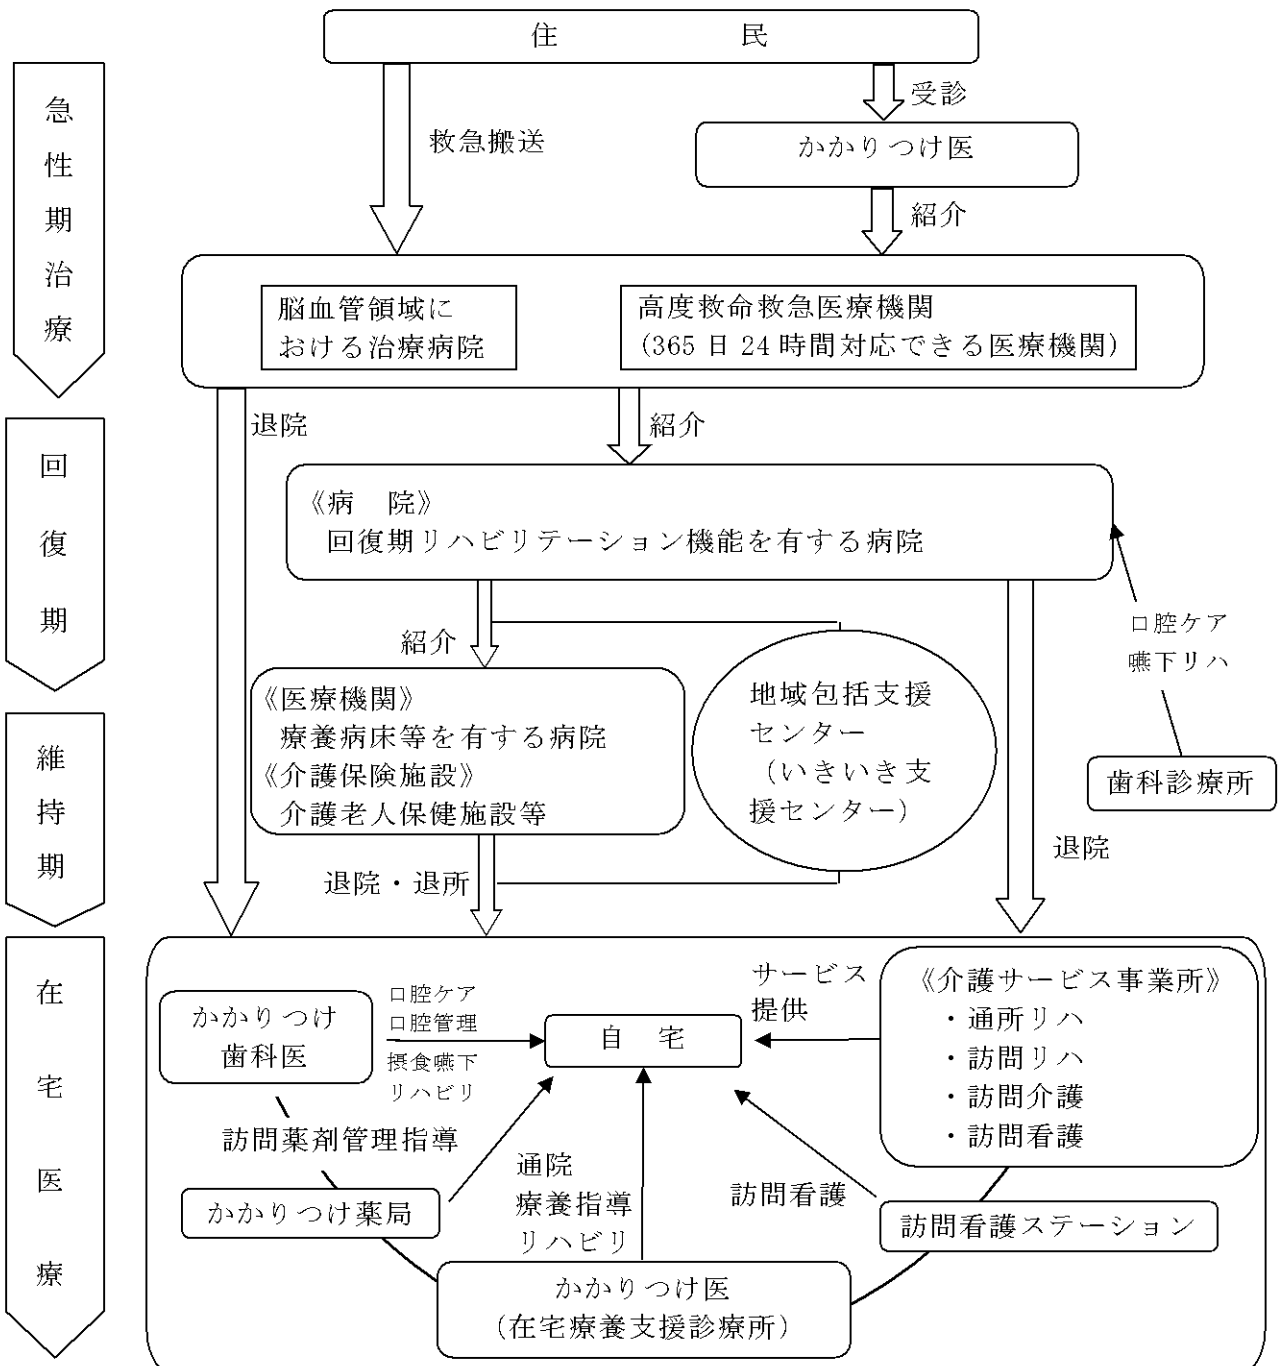 住 民
急性期治療
受診
救急搬送
かかりつけ医
紹介
脳血管領域に
おける治療病院
高度救命救急医療機関
(365日24時間対応できる医療機関)
退院
紹介
回復期
《病 院》
回復期リハビリテーション機能を有する病院
口腔ケア
嚥下リハ
紹介
《医療機関》
療養病床等を有する病院
《介護保険施設》
介護老人保健施設等
地域包括支援
センター
(いきいき支
援センター)
維持期
歯科診療所
退院
退院・退所
在宅医療
かかりつけ
歯科医
口腔ケア
口腔管理
摂食嚥下
リハビリ
自 宅
サービス
提供
《介護サービス事業所》
・通所リハ
・訪問リハ
・訪問介護
・訪問看護
訪問薬剤管理指導
かかりつけ薬局
通院
療養指導
リハビリ
訪問看護
訪問看護ステーション
かかりつけ医
(在宅療養支援診療所)